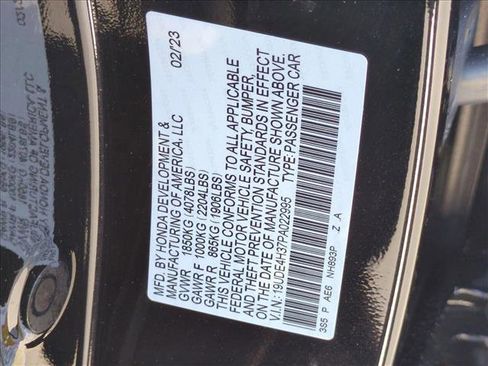 MFD. BY HONDA DEVELOPMENT & 02/23
MANUFACTURING OF AMERICA, LLC
GVWR 1850KG (4078LBS)
GAWR F 1000KG (2204LBS)
GAWR R 865KG (1906LBS)
THIS VEHICLE CONFORMS TO ALL APPLICABLE
FEDERAL MOTOR VEHICLE SAFETY, BUMPER,
AND THEFT PREVENTION STANDARDS IN EFFECT
ON THE DATE OF MANUFACTURE SHOWN ABOVE.
V.I.N.: 19UDE4H37PA022995 TYPE:PASSENGER CAR
3S5 P AE6 NH893P Z A